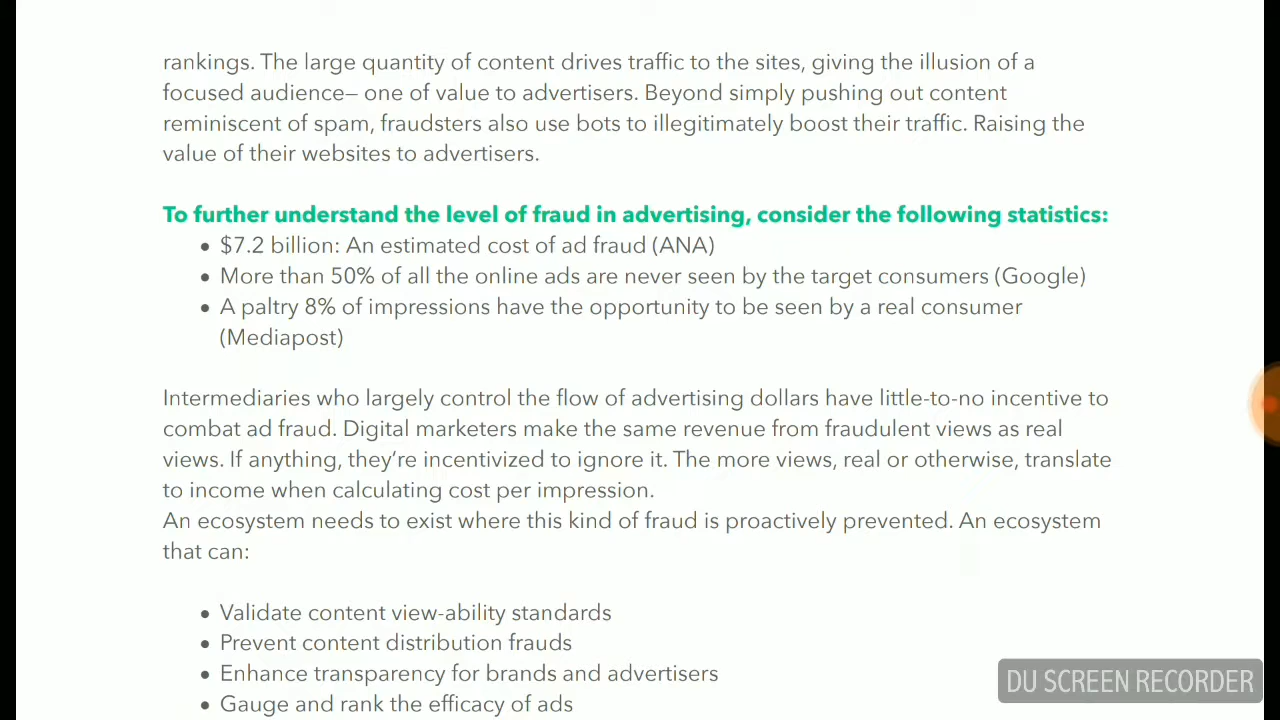 rankings. The large quantity of content drives traffic to the sites, giving the illusion of a
focused audience— one of value to advertisers. Beyond simply pushing out content
reminiscent of spam, fraudsters also use bots to illegitimately boost their traffic. Raising the
value of their websites to advertisers.
To further understand the level of fraud in advertising, consider the following statistics:
• $7.2 billion: An estimated cost of ad fraud (ANA)
• More than 50% of all the online ads are never seen by the target consumers (Google)
• A paltry 8% of impressions have the opportunity to be seen by a real consumer
(Mediapost)
Intermediaries who largely control the flow of advertising dollars have little-to-no incentive to
combat ad fraud. Digital marketers make the same revenue from fraudulent views as real
views. If anything, they’re incentivized to ignore it. The more views, real or otherwise, translate
to income when calculating cost per impression.
An ecosystem needs to exist where this kind of fraud is proactively prevented. An ecosystem
that can:
• Validate content view-ability standards
• Prevent content distribution frauds
• Enhance transparency for brands and advertisers
• Gauge and rank the efficacy of ads
DU SCREEN RECORDER